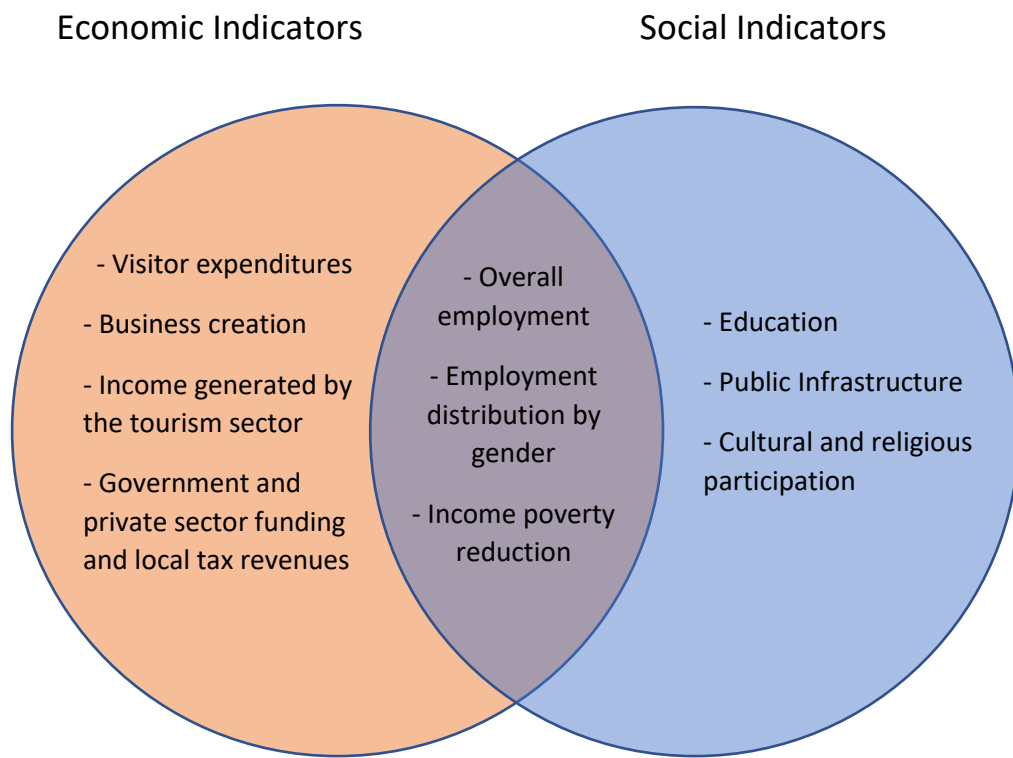 Economic Indicators
Social Indicators
- Visitor expenditures
- Business creation
- Income generated by
the tourism sector
- Government and
private sector funding
and local tax revenues
- Overall
employment
- Employment
distribution by
gender
- Income poverty
reduction
- Education
- Public Infrastructure
- Cultural and religious
participation